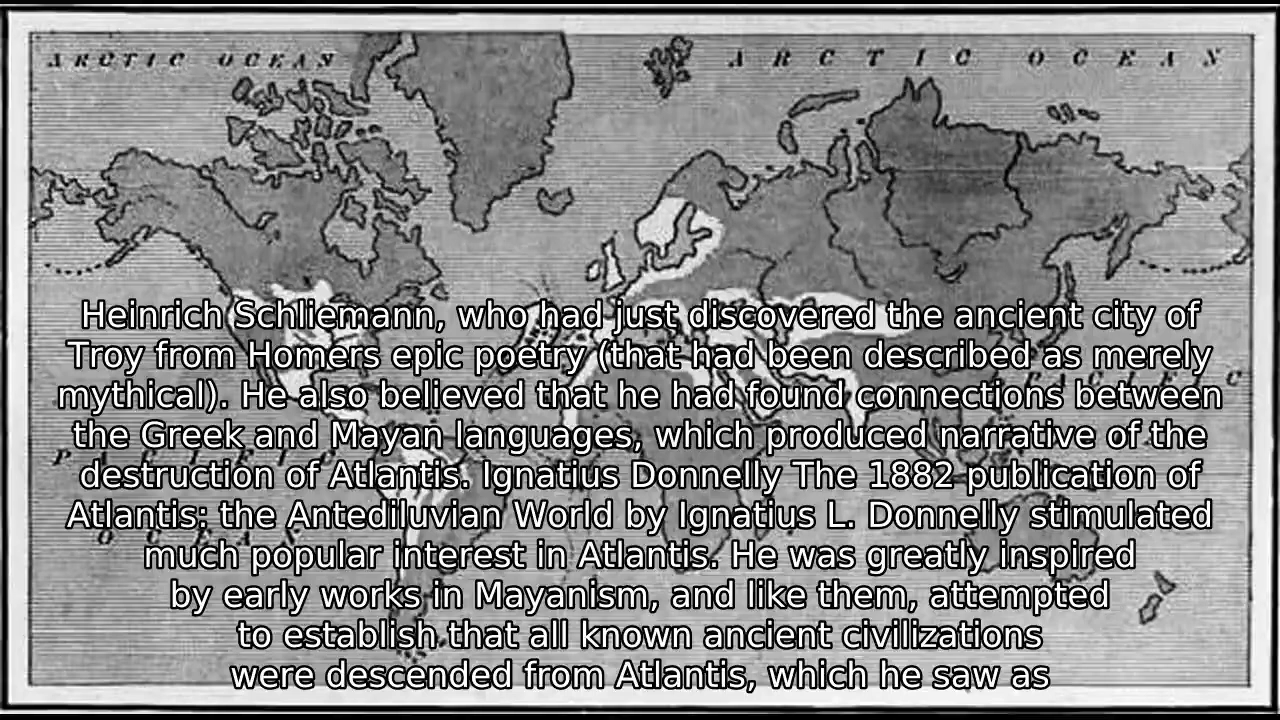 ARCTIC OCEAN
ARCTIC OCEAN
Heinrich Schliemann, who had just discovered the ancient city of
Troy from Homers epic poetry (that had been described as merely
mythical). He also believed that he had found connections between
the Greek and Mayan languages, which produced narrative of the
destruction of Atlantis. Ignatius Donnelly The 1882 publication of
Atlantis: the Antediluvian World by Ignatius L. Donnelly stimulated
much popular interest in Atlantis. He was greatly inspired
by early works in Mayanism, and like them, attempted
to establish that all known ancient civilizations
were descended from Atlantis, which he saw as